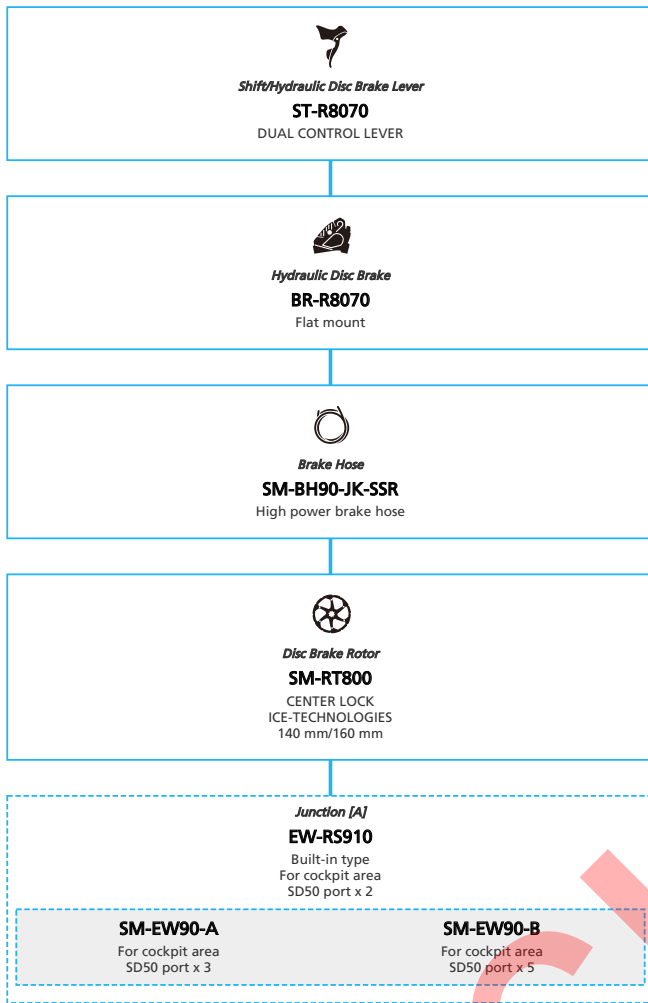 Shift/Hydraulic Disc Brake Lever
ST-R8070
DUAL CONTROL LEVER
Hydraulic Disc Brake
BR-R8070
Flat mount
Brake Hose
SM-BH90-JK-SSR
High power brake hose
Disc Brake Rotor
SM-RT800
CENTER LOCK
ICE-TECHNOLOGIES
140 mm/160 mm
Junction [A]
EW-RS910
Built-in type
For cockpit area
SD50 port x 2
SM-EW90-A
For cockpit area
SD50 port x 3
SM-EW90-B
For cockpit area
SD50 port x 5